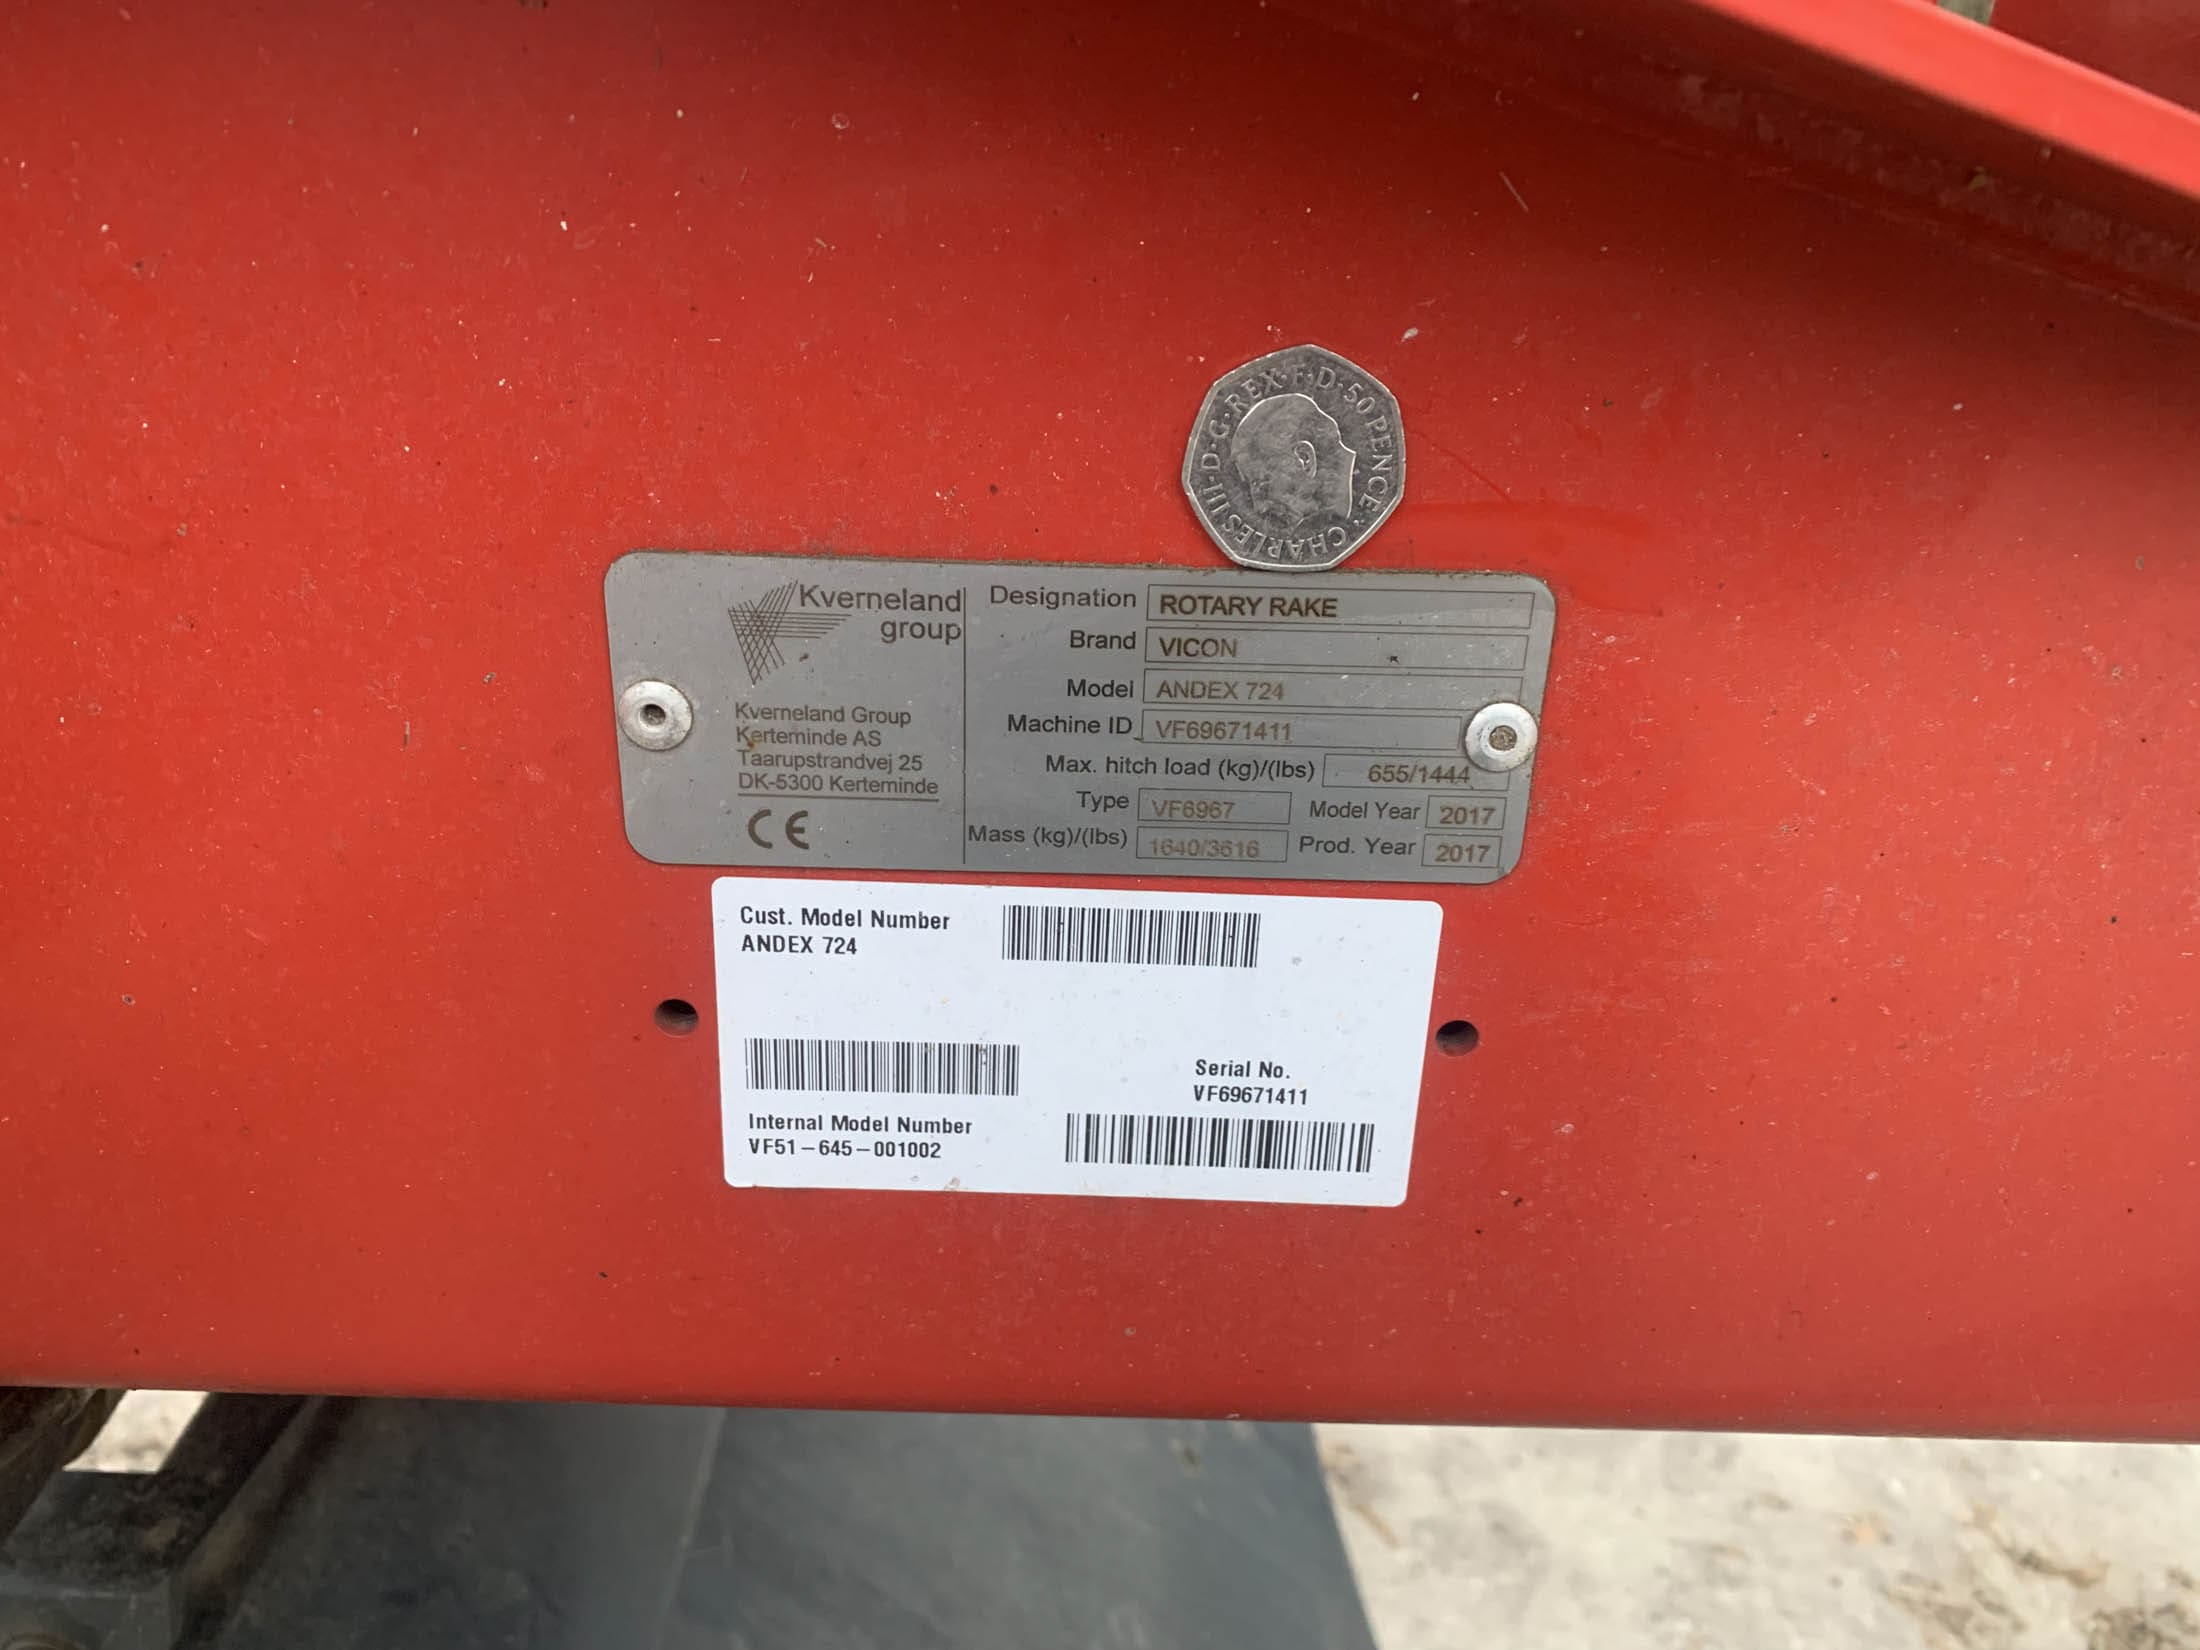 CHARLES III·D·G·REX·F·D·50 PENCE·
Kverneland
group
Kverneland Group
Kerteminde AS
Taarupstrandvej 25
DK-5300 Kerteminde
CE
Designation ROTARY RAKE
Brand VICON
Model ANDEX 724
Machine ID VF69671411
Max. hitch load (kg)/(lbs) 655/1444
Type VF6967 Model Year 2017
Mass (kg)/(lbs) 1640/3616 Prod. Year 2017
Cust. Model Number
ANDEX 724
Serial No.
VF69671411
Internal Model Number
VF51-645-001002